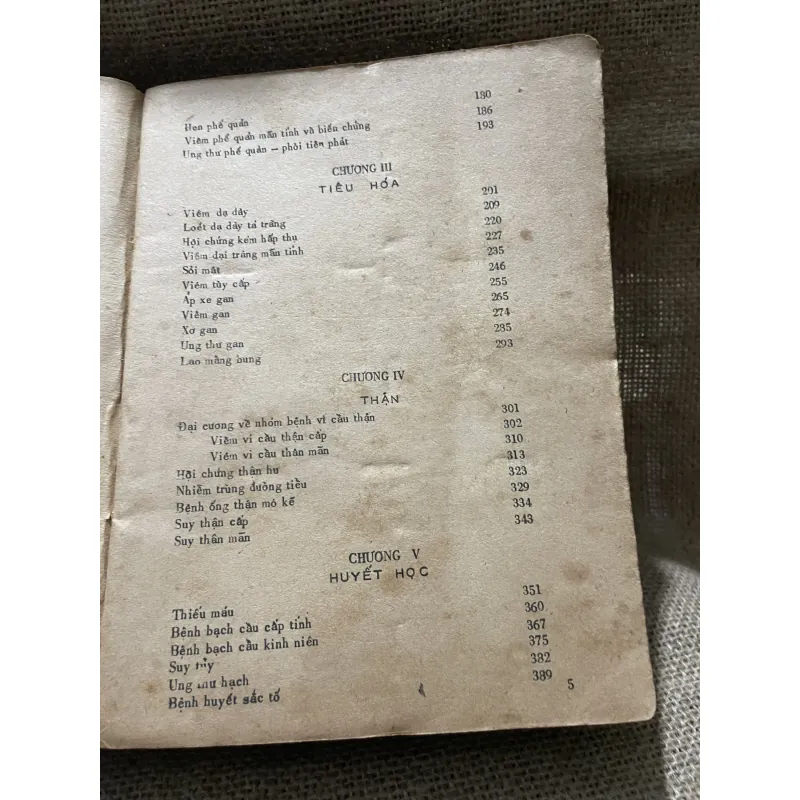 Hen phế quản 180
Viêm phế quản mãn tính và biến chứng 186
Ung thư phế quản — phổi tiên phát 193
CHƯƠNG III
TIÊU HÓA
Viêm dạ dày 201
Loét dạ dày tá tràng 209
Hội chứng kém hấp thụ 220
Viêm đại tràng mãn tính 227
Sỏi mật 235
Viêm tụy cấp 246
Áp xe gan 255
Viêm gan 265
Xơ gan 274
Ung thư gan 285
Lao màng bụng 293
CHƯƠNG IV
THẬN
Đại cương về nhóm bệnh vi cầu thận 301
Viêm vi cầu thận cấp 302
Viêm vi cầu thận mãn 310
Hội chứng thận hư 313
Nhiễm trùng đường tiểu 323
Bệnh ống thận mô kẽ 329
Suy thận cấp 334
Suy thận mãn 343
CHƯƠNG V
HUYẾT HỌC
Thiếu máu 351
Bệnh bạch cầu cấp tính 360
Bệnh bạch cầu kinh niên 367
Suy tủy 375
Ung thư hạch 382
Bệnh huyết sắc tố 389
5